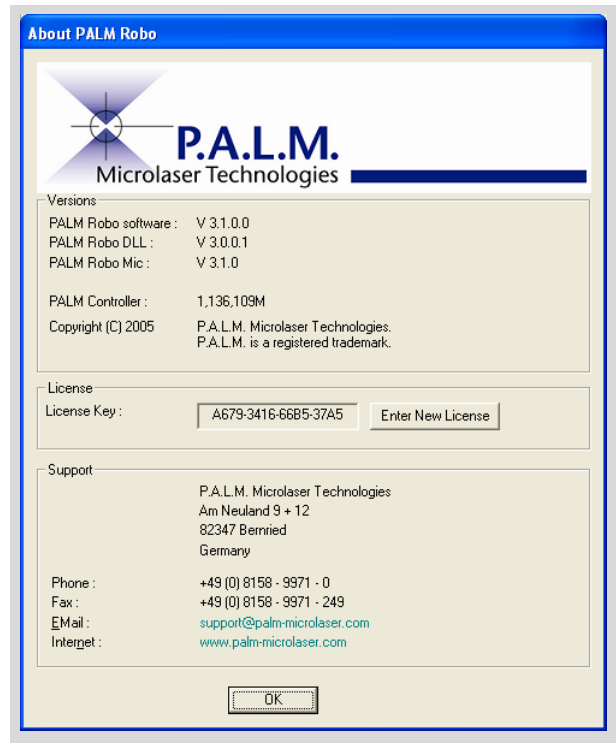 About PALM Robo
P.A.L.M.
Microlaser Technologies
Versions
PALM Robo software : V 3.1.0.0
PALM Robo DLL : V 3.0.0.1
PALM Robo Mic : V 3.1.0
PALM Controller : 1,136,109M
Copyright (C) 2005 P.A.L.M. Microlaser Technologies.
P.A.L.M. is a registered trademark.
License
License Key : A679-3416-66B5-37A5 Enter New License
Support
P.A.L.M. Microlaser Technologies
Am Neuland 9 + 12
82347 Bernried
Germany
Phone : +49 (0) 8158 - 9971 - 0
Fax : +49 (0) 8158 - 9971 - 249
EMail : support@palm-microlaser.com
Internet : www.palm-microlaser.com
OK